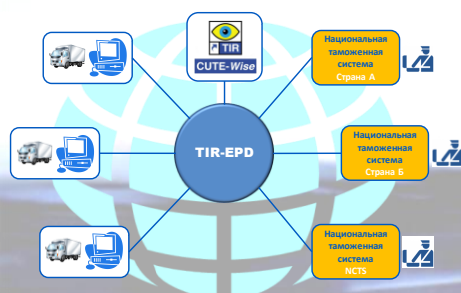 TIR
CUTE-Wise
Национальная
таможенная
система
Страна А
TIR-EPD
Национальная
таможенная
система
Страна Б
Национальная
таможенная
система
NCTS